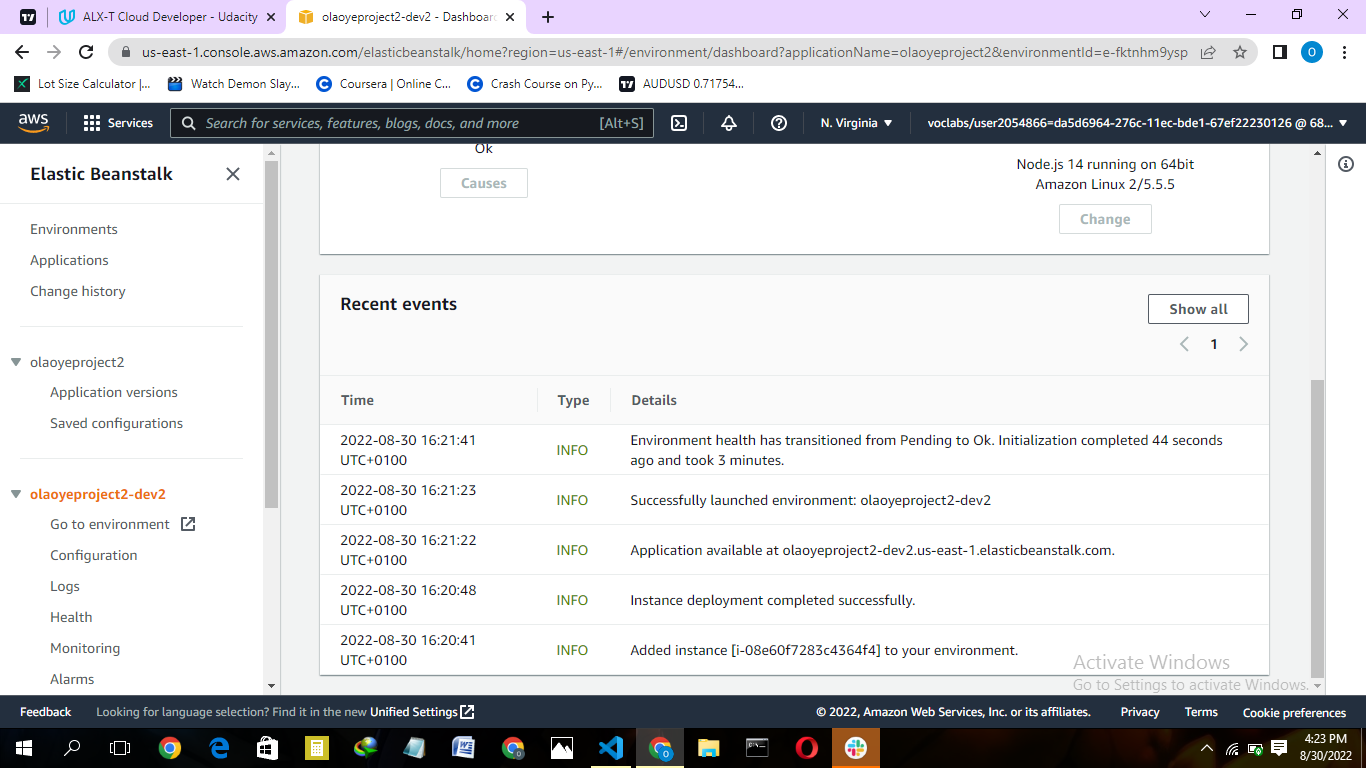 ALX-T Cloud Developer - Udacity
olaoyeproject2-dev2 - Dashboard
us-east-1.console.aws.amazon.com/elasticbeanstalk/home?region=us-east-1#/environment/dashboard?applicationName=olaoyeproject2&environmentId=e-fktnhm9ysp
O
Lot Size Calculator |...
Watch Demon Slay...
Coursera | Online C...
Crash Course on Py...
AUDUSD 0.71754...
aws
Services
Search for services, features, blogs, docs, and more
[Alt+S]
N. Virginia
voclabs/user2054866=da5d6964-276c-11ec-bde1-67ef22230126 @ 68...
Elastic Beanstalk
Environments
Applications
Change history
olaoyeproject2
Application versions
Saved configurations
olaoyeproject2-dev2
Go to environment
Configuration
Logs
Health
Monitoring
Alarms
Ok
Causes
Node.js 14 running on 64bit
Amazon Linux 2/5.5.5
Change
Recent events
Show all
1
Time Type Details
2022-08-30 16:21:41
UTC+0100
INFO
Environment health has transitioned from Pending to Ok. Initialization completed 44 seconds
ago and took 3 minutes.
2022-08-30 16:21:23
UTC+0100
INFO
Successfully launched environment: olaoyeproject2-dev2
2022-08-30 16:21:22
UTC+0100
INFO
Application available at olaoyeproject2-dev2.us-east-1.elasticbeanstalk.com.
2022-08-30 16:20:48
UTC+0100
INFO
Instance deployment completed successfully.
2022-08-30 16:20:41
UTC+0100
INFO
Added instance [i-08e60f7283c4364f4] to your environment.
Activate Windows
Go to Settings to activate Windows.
Feedback
Looking for language selection? Find it in the new Unified Settings
© 2022, Amazon Web Services, Inc. or its affiliates.
Privacy
Terms
Cookie preferences
4:23 PM
8/30/2022